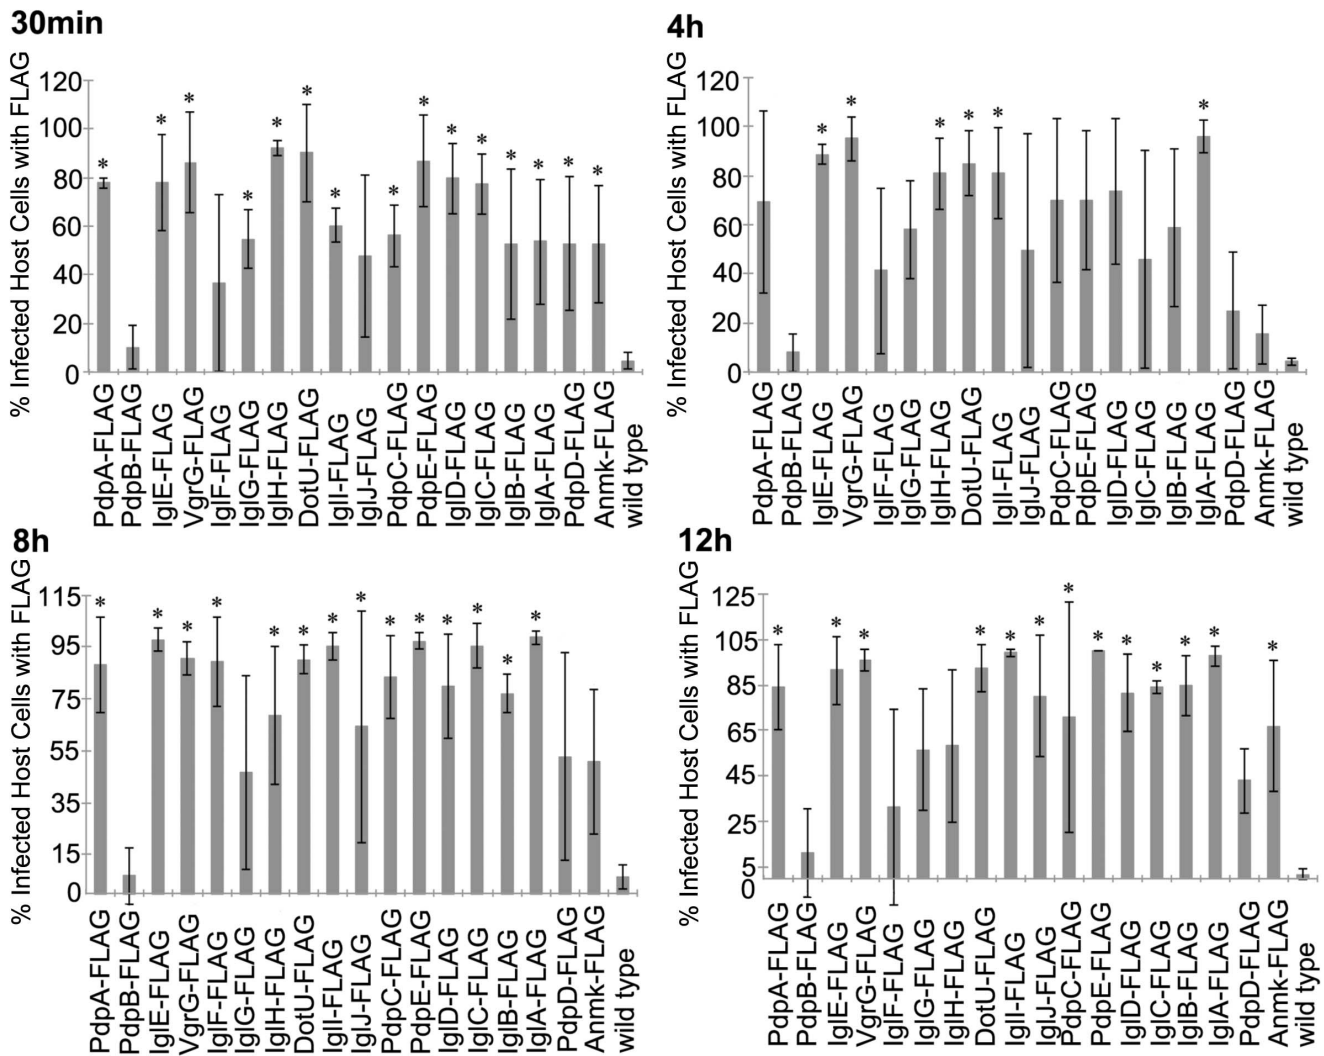 30min
% Infected Host Cells with FLAG
120
100
80
60
40
20
0
* * * * * * * * * * * * * * *
PdpA-FLAG
PdpB-FLAG
IglE-FLAG
VgrG-FLAG
IglF-FLAG
IglG-FLAG
IglH-FLAG
DotU-FLAG
IglI-FLAG
IglJ-FLAG
PdpC-FLAG
PdpE-FLAG
IglD-FLAG
IglC-FLAG
IglB-FLAG
IglA-FLAG
PdpD-FLAG
Anmk-FLAG
wild type
4h
% Infected Host Cells with FLAG
120
100
80
60
40
20
0
* * * * * *
PdpA-FLAG
PdpB-FLAG
IglE-FLAG
VgrG-FLAG
IglF-FLAG
IglG-FLAG
IglH-FLAG
DotU-FLAG
IglI-FLAG
IglJ-FLAG
PdpC-FLAG
PdpE-FLAG
IglD-FLAG
IglC-FLAG
IglB-FLAG
IglA-FLAG
PdpD-FLAG
Anmk-FLAG
wild type
8h
% Infected Host Cells with FLAG
115
95
75
55
35
15
0
* * * * * * * * * * * * * *
PdpA-FLAG
PdpB-FLAG
IglE-FLAG
VgrG-FLAG
IglF-FLAG
IglG-FLAG
IglH-FLAG
DotU-FLAG
IglI-FLAG
IglJ-FLAG
PdpC-FLAG
PdpE-FLAG
IglD-FLAG
IglC-FLAG
IglB-FLAG
IglA-FLAG
PdpD-FLAG
Anmk-FLAG
wild type
12h
% Infected Host Cells with FLAG
125
105
85
65
45
25
5
0
* * * * * * * * * * * * *
PdpA-FLAG
PdpB-FLAG
IglE-FLAG
VgrG-FLAG
IglF-FLAG
IglG-FLAG
IglH-FLAG
DotU-FLAG
IglI-FLAG
IglJ-FLAG
PdpC-FLAG
PdpE-FLAG
IglD-FLAG
IglC-FLAG
IglB-FLAG
IglA-FLAG
PdpD-FLAG
Anmk-FLAG
wild type